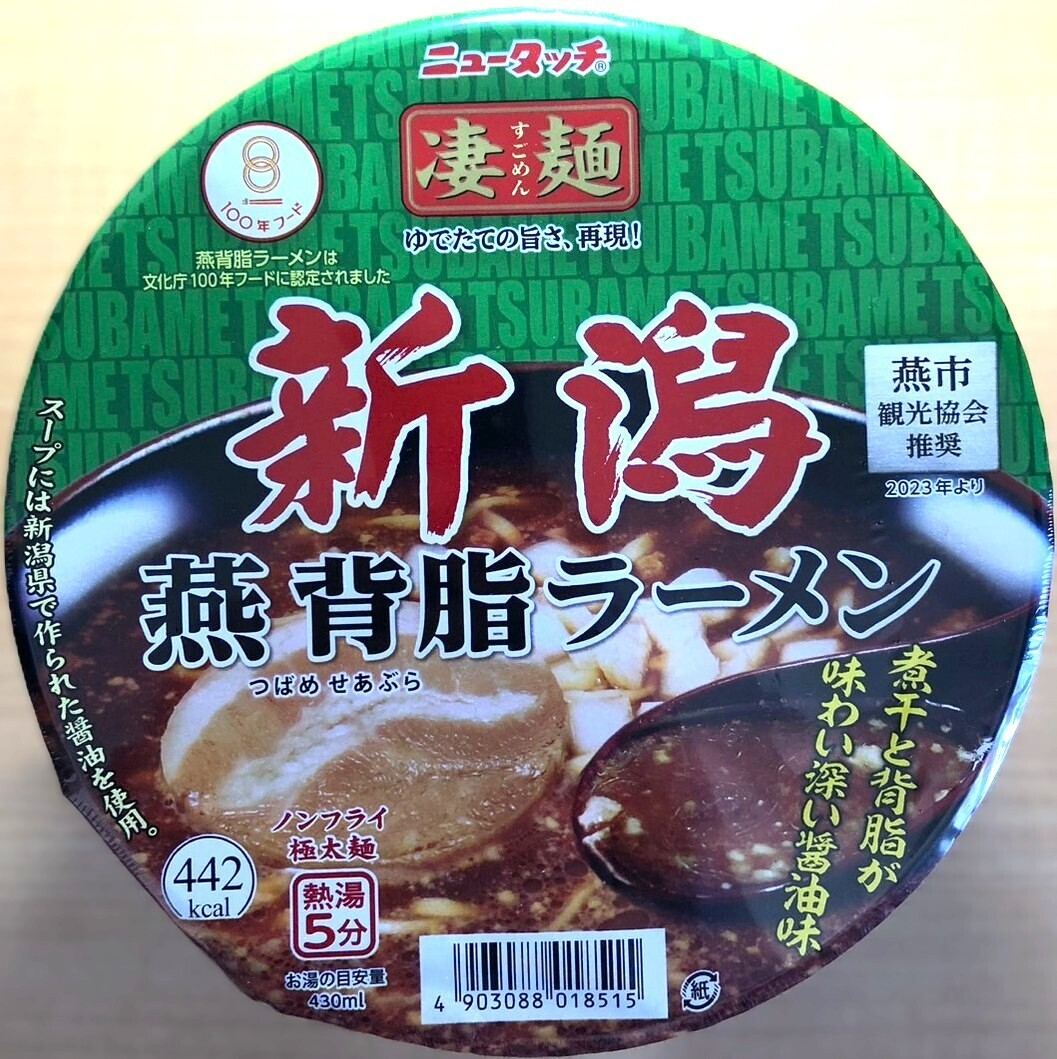 ニュータッチ®
凄麺
すごめん
ゆでたての旨さ、再現!
100年フード
燕背脂ラーメンは
文化庁100年フードに認定されました
TSUBAMETSUBAMETSUBAME
新潟
燕市
観光協会
推奨
2023年より
燕背脂ラーメン
つばめ せあぶら
スープには新潟県で作られた醤油を使用。
煮干と背脂が
味わい深い醤油味
ノンフライ
極太麺
442
kcal
熱湯
5分
お湯の目安量
430ml
4 903088 018515
紙